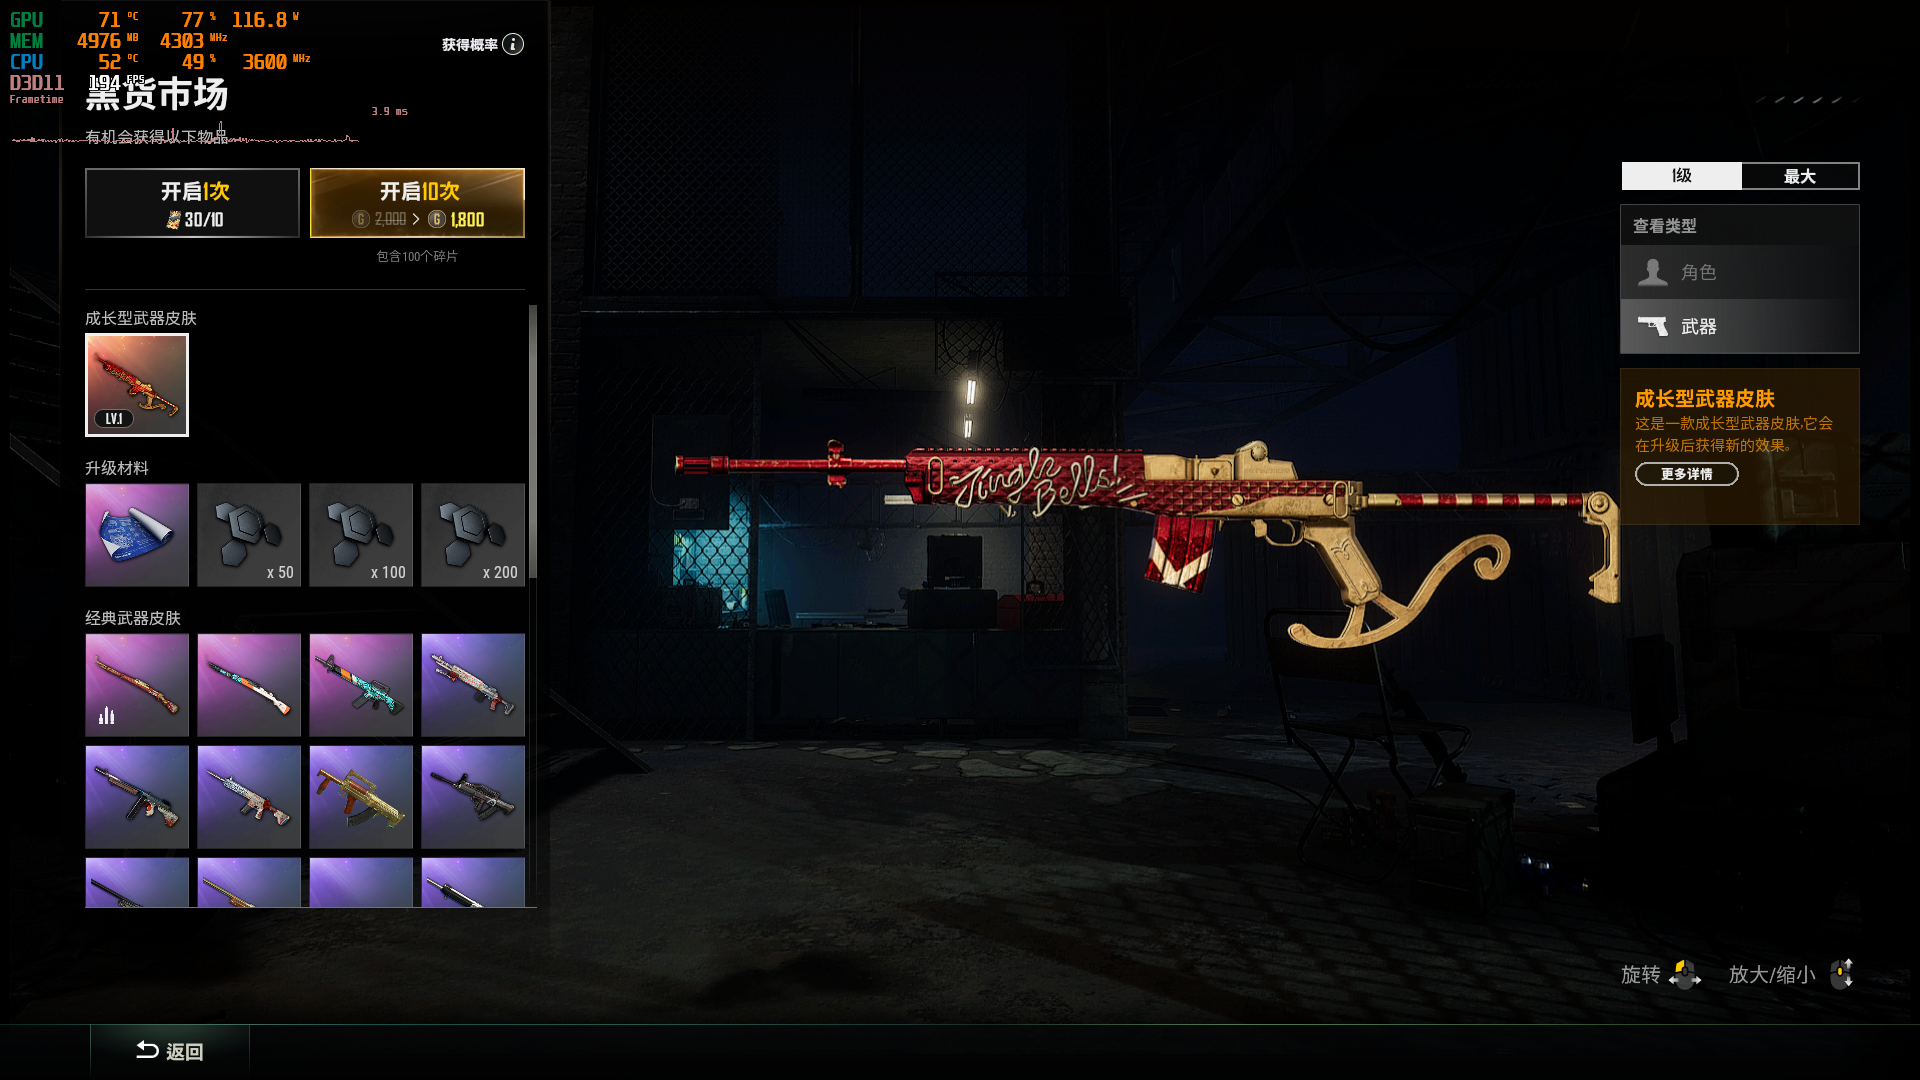 GPU 71 °C 77 % 116.8 W
MEM 4976 MB 4303 MHz
CPU 52 °C 49 % 3600 MHz
D3D11 194 FPS
Frametime
3.9 ms
获得概率
黑货市场
有机会获得以下物品
开启1次
30/10
开启10次
G 2,000 > G 1,800
包含100个碎片
成长型武器皮肤
LV.1
升级材料
x 50
x 100
x 200
经典武器皮肤
Jingle
Bells!
1级
最大
查看类型
角色
武器
成长型武器皮肤
这是一款成长型武器皮肤,它会
在升级后获得新的效果。
更多详情
旋转
放大/缩小
返回